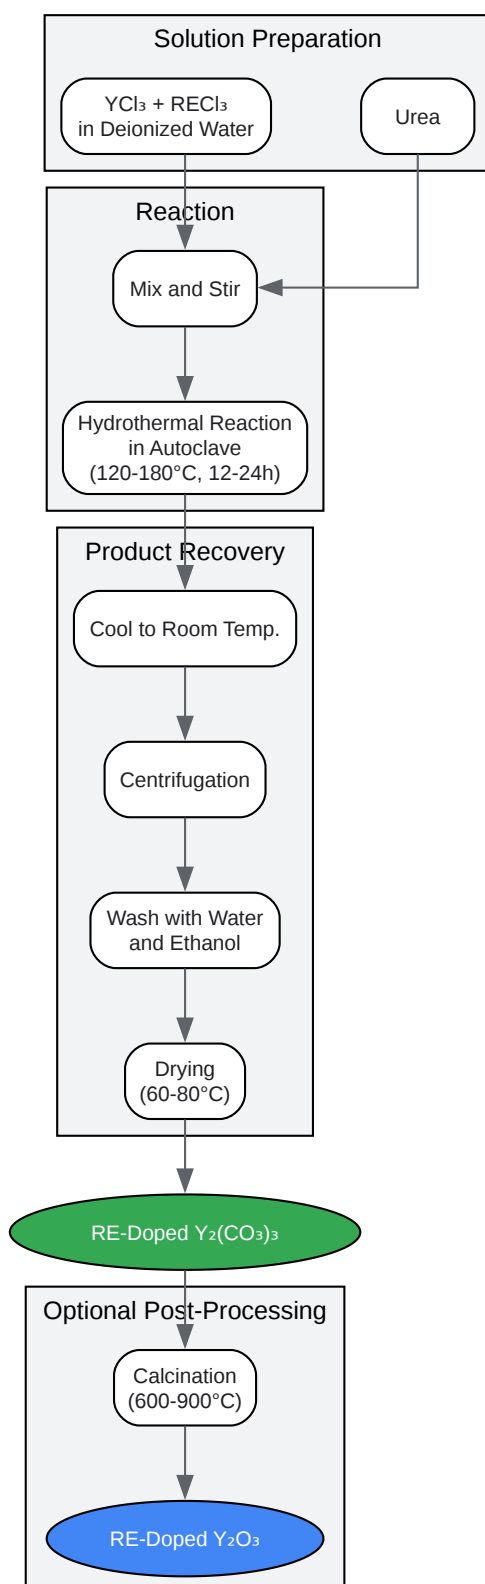 Solution Preparation
YCl₃ + RECl₃
in Deionized Water
Urea
Reaction
Mix and Stir
Hydrothermal Reaction
in Autoclave
(120-180°C, 12-24h)
Product Recovery
Cool to Room Temp.
Centrifugation
Wash with Water
and Ethanol
Drying
(60-80°C)
RE-Doped Y₂(CO₃)₃
Optional Post-Processing
Calcination
(600-900°C)
RE-Doped Y₂O₃